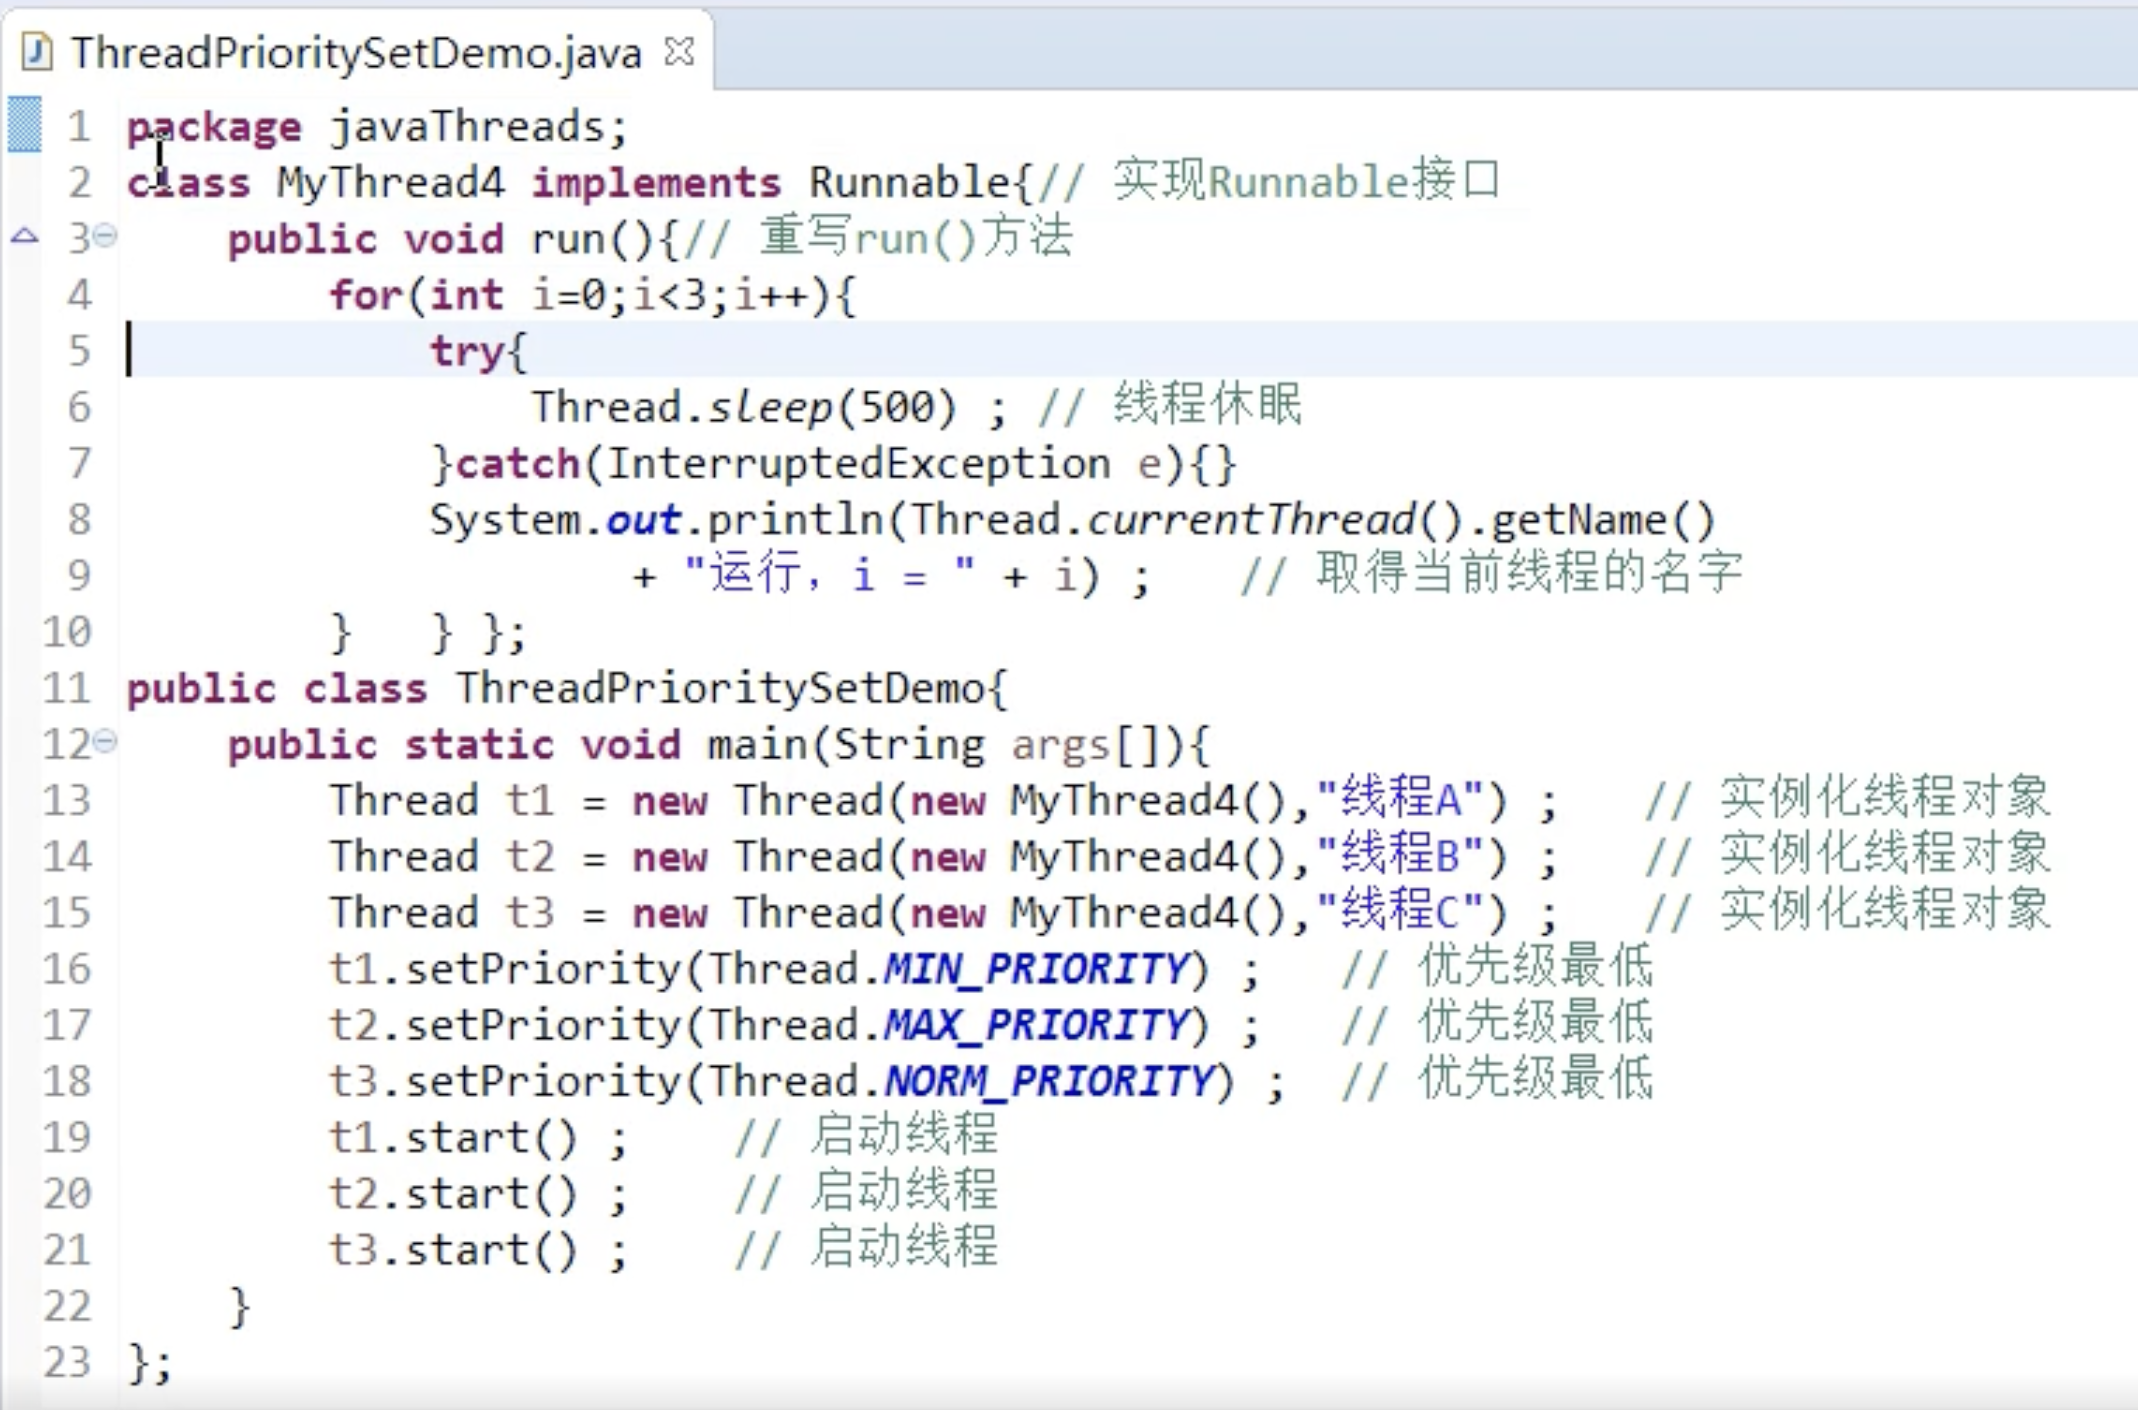 ThreadPrioritySetDemo.java
1 package javaThreads;
2 class MyThread4 implements Runnable{// 实现Runnable接口
3 public void run(){// 重写run()方法
4 for(int i=0;i<3;i++){
5 try{
6 Thread.sleep(500) ; // 线程休眠
7 }catch(InterruptedException e){}
8 System.out.println(Thread.currentThread().getName()
9 + "运行，i = " + i) ; // 取得当前线程的名字
10 } } };
11 public class ThreadPrioritySetDemo{
12 public static void main(String args[]){
13 Thread t1 = new Thread(new MyThread4(),"线程A") ; // 实例化线程对象
14 Thread t2 = new Thread(new MyThread4(),"线程B") ; // 实例化线程对象
15 Thread t3 = new Thread(new MyThread4(),"线程C") ; // 实例化线程对象
16 t1.setPriority(Thread.MIN_PRIORITY) ; // 优先级最低
17 t2.setPriority(Thread.MAX_PRIORITY) ; // 优先级最低
18 t3.setPriority(Thread.NORM_PRIORITY) ; // 优先级最低
19 t1.start() ; // 启动线程
20 t2.start() ; // 启动线程
21 t3.start() ; // 启动线程
22 }
23 };